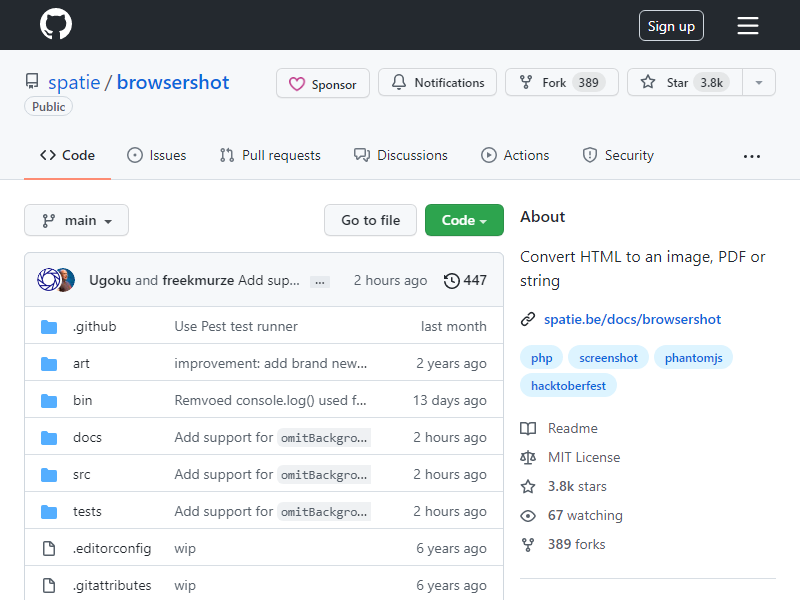 Sign up
spatie / browsershot
Public
Sponsor
Notifications
Fork 389
Star 3.8k
Code
Issues
Pull requests
Discussions
Actions
Security
main
Go to file
Code
Ugoku and freekmurze Add sup... ... 2 hours ago 447
.github Use Pest test runner last month
art improvement: add brand new... 2 years ago
bin Remvoed console.log() used f... 13 days ago
docs Add support for omitBackgro... 2 hours ago
src Add support for omitBackgro... 2 hours ago
tests Add support for omitBackgro... 2 hours ago
.editorconfig wip 6 years ago
.gitattributes wip 6 years ago
About
Convert HTML to an image, PDF or
string
spatie.be/docs/browsershot
php screenshot phantomjs
hacktoberfest
Readme
MIT License
3.8k stars
67 watching
389 forks